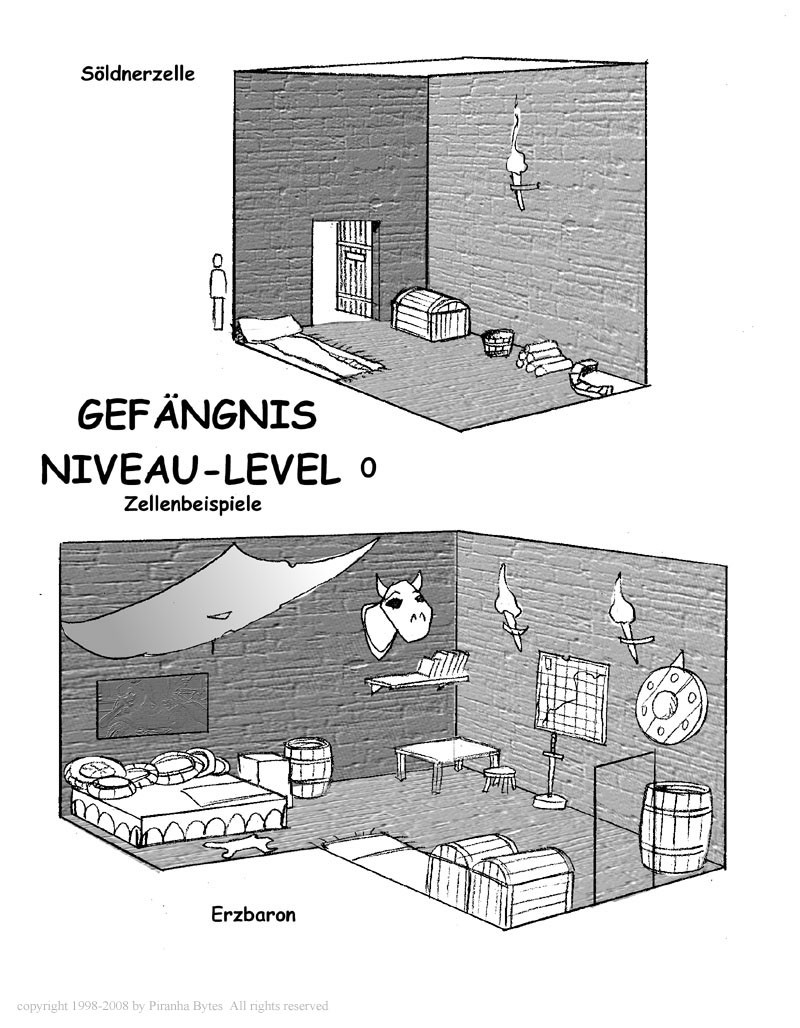 Söldnerzelle
GEFÄNGNIS
NIVEAU-LEVEL 0
Zellenbeispiele
Erzbaron
copyright 1998-2008 by Piranha Bytes All rights reserved